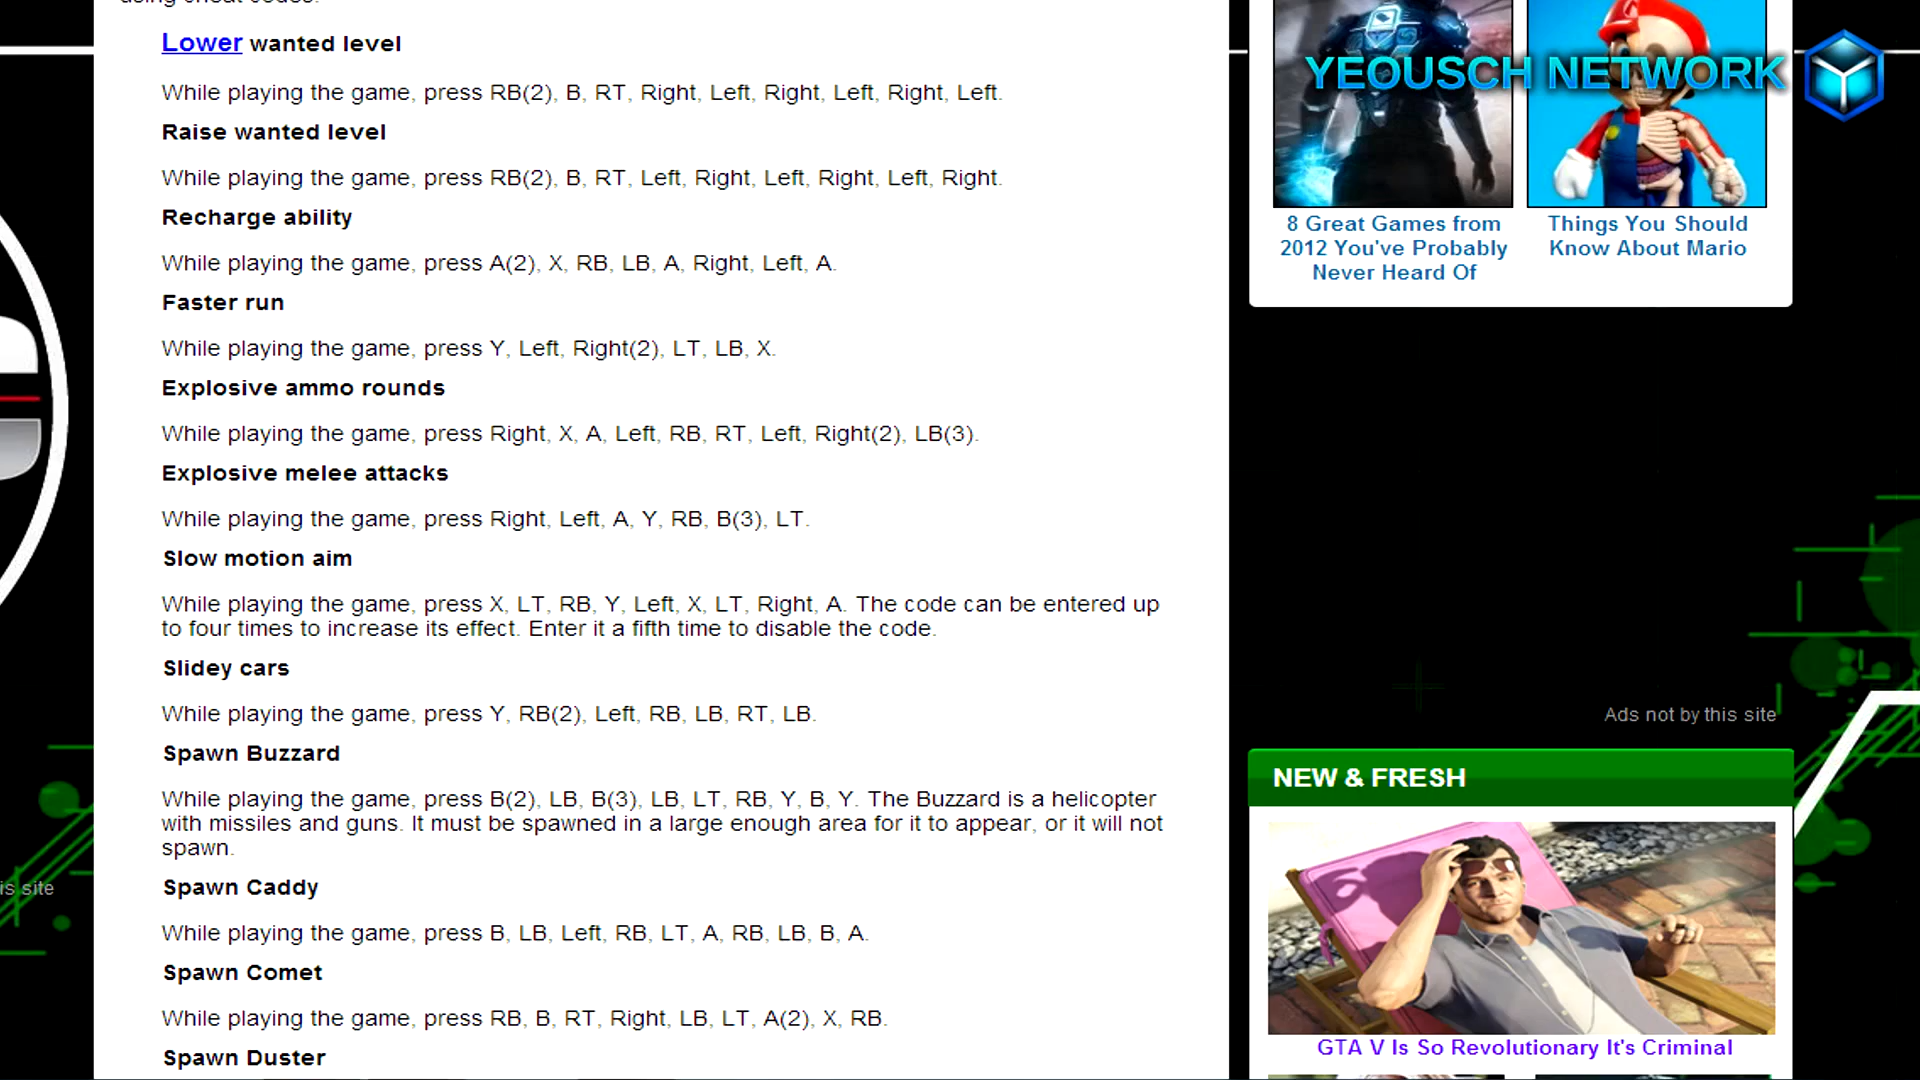 using cheat codes.
Lower wanted level
While playing the game, press RB(2), B, RT, Right, Left, Right, Left, Right, Left.
Raise wanted level
While playing the game, press RB(2), B, RT, Left, Right, Left, Right, Left, Right.
Recharge ability
While playing the game, press A(2), X, RB, LB, A, Right, Left, A.
Faster run
While playing the game, press Y, Left, Right(2), LT, LB, X.
Explosive ammo rounds
While playing the game, press Right, X, A, Left, RB, RT, Left, Right(2), LB(3).
Explosive melee attacks
While playing the game, press Right, Left, A, Y, RB, B(3), LT.
Slow motion aim
While playing the game, press X, LT, RB, Y, Left, X, LT, Right, A. The code can be entered up
to four times to increase its effect. Enter it a fifth time to disable the code.
Slidey cars
While playing the game, press Y, RB(2), Left, RB, LB, RT, LB.
Spawn Buzzard
While playing the game, press B(2), LB, B(3), LB, LT, RB, Y, B, Y. The Buzzard is a helicopter
with missiles and guns. It must be spawned in a large enough area for it to appear, or it will not
spawn.
Spawn Caddy
While playing the game, press B, LB, Left, RB, LT, A, RB, LB, B, A.
Spawn Comet
While playing the game, press RB, B, RT, Right, LB, LT, A(2), X, RB.
Spawn Duster
is site
YEOUSCH NETWORK
8 Great Games from
2012 You've Probably
Never Heard Of
Things You Should
Know About Mario
Ads not by this site
NEW & FRESH
GTA V Is So Revolutionary It's Criminal